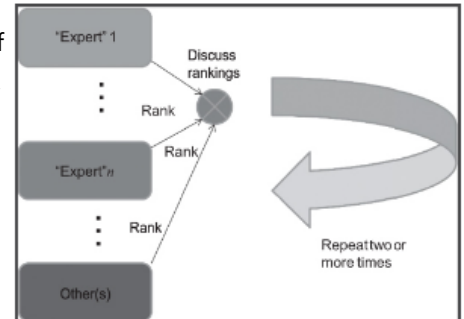 f
"Expert" 1
Discuss
rankings
Rank
Rank
"Expert"n
Rank
Repeat two or
more times
Other(s)